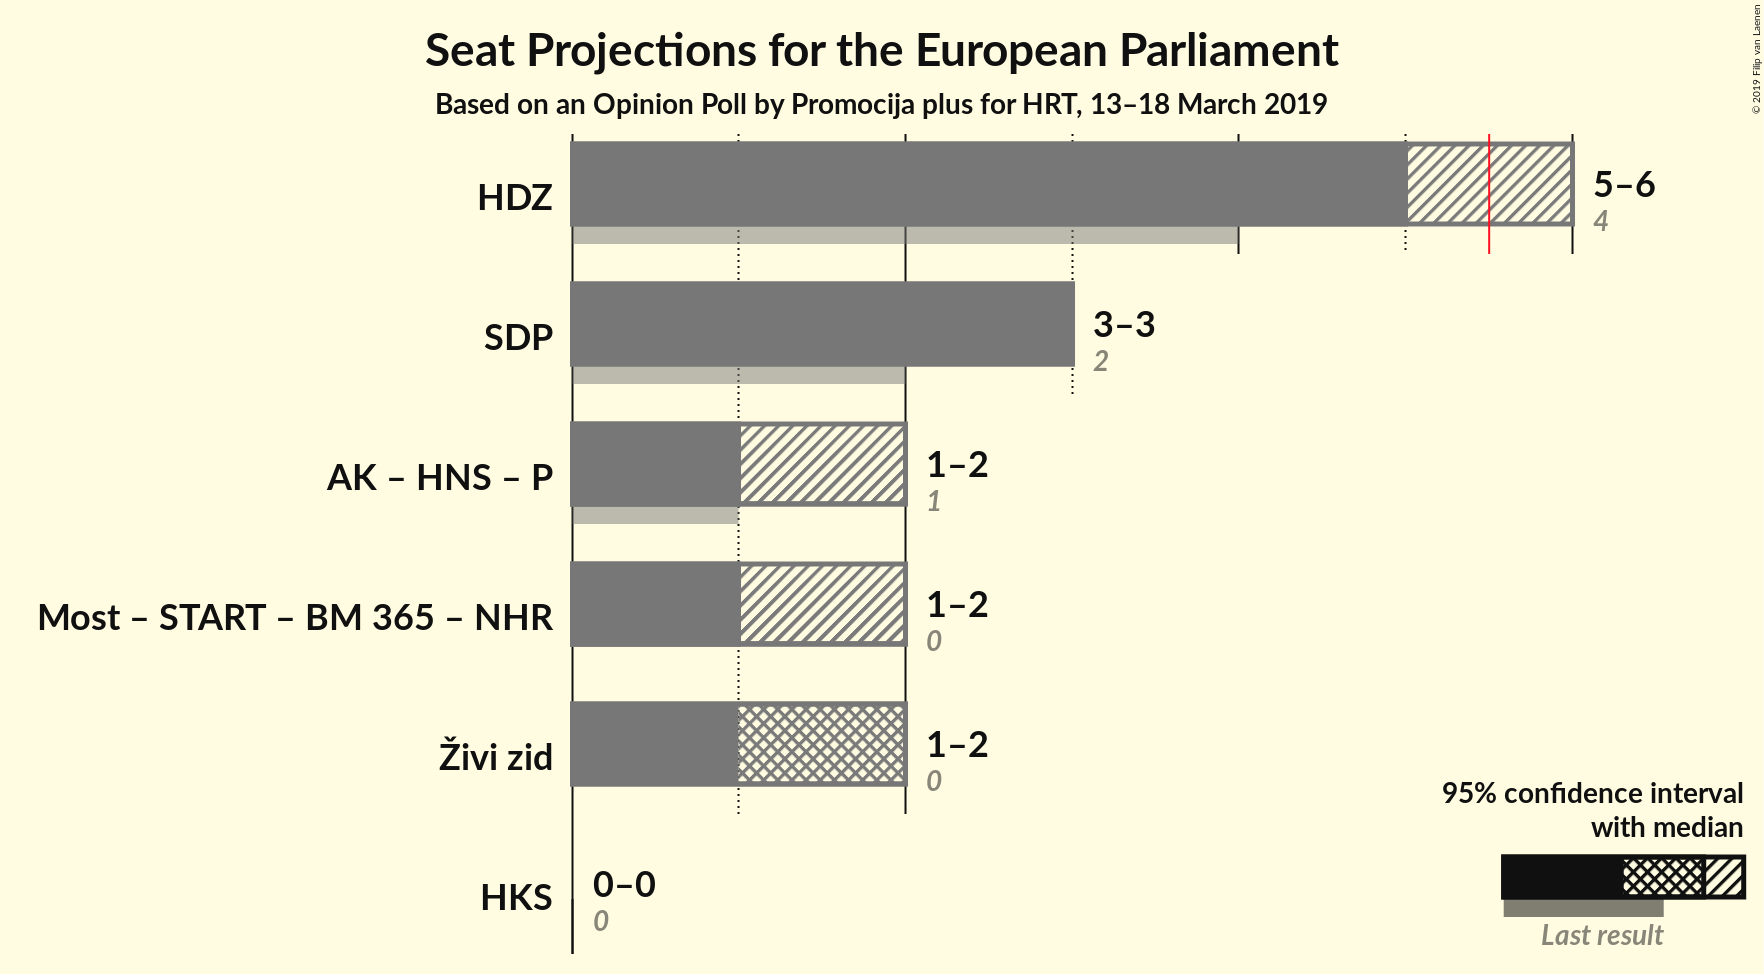 Seat Projections for the European Parliament
Based on an Opinion Poll by Promocija plus for HRT, 13–18 March 2019
© 2019 Filip van Laenen
HDZ
5–6
4
SDP
3–3
2
AK – HNS – P
1–2
1
Most – START – BM 365 – NHR
1–2
0
Živi zid
1–2
0
HKS
0–0
0
95% confidence interval
with median
Last result